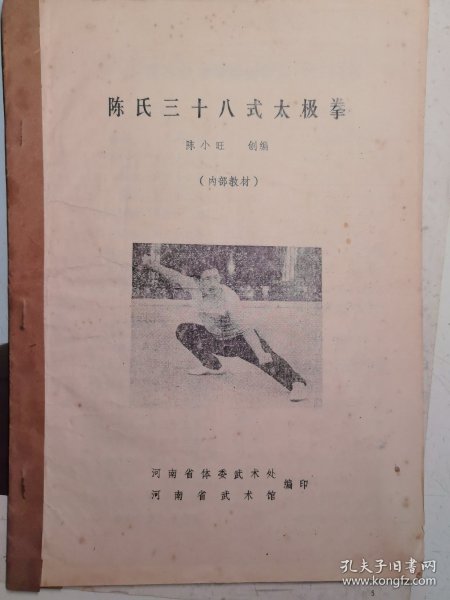 陈氏三十八式太极拳
陈小旺 创编
(内部教材)
河南省体委武术处
河南省武术馆
编印
孔夫子旧书网
kongfz.com
5